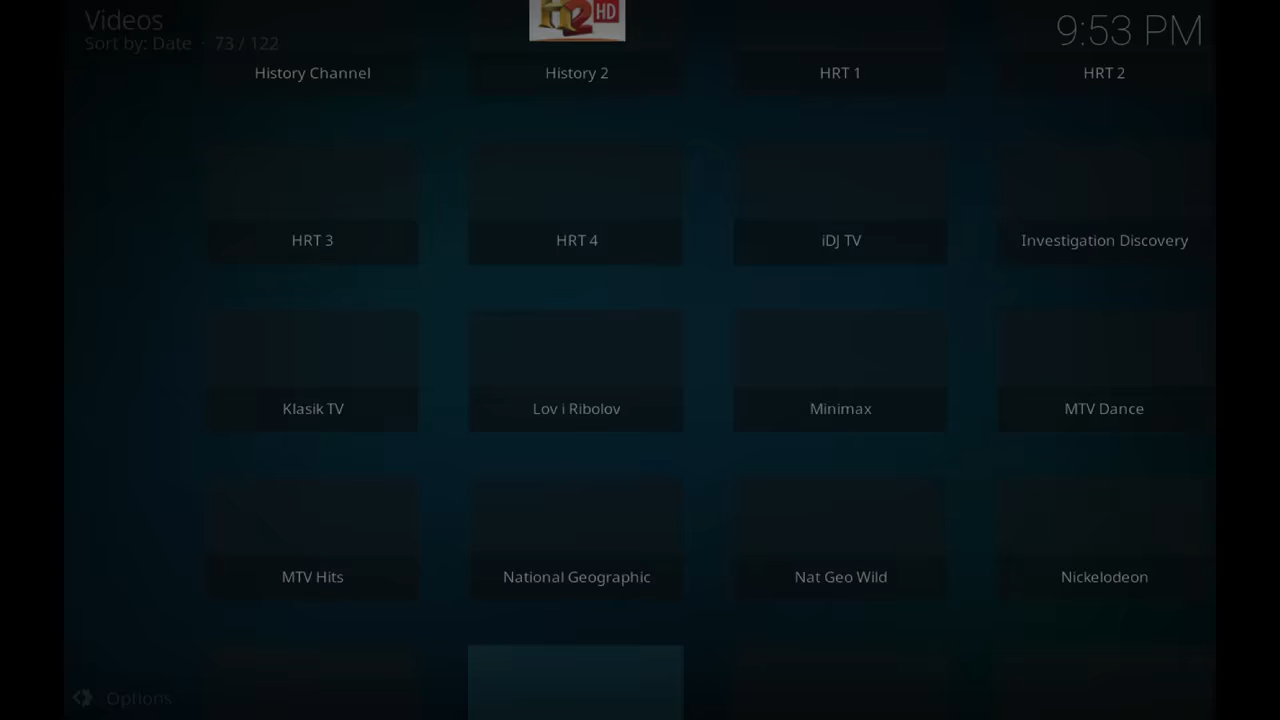 Videos
Sort by: Date · 73 / 122
H2 HD
9:53 PM
History Channel
History 2
HRT 1
HRT 2
HRT 3
HRT 4
iDJ TV
Investigation Discovery
Klasik TV
Lov i Ribolov
Minimax
MTV Dance
MTV Hits
National Geographic
Nat Geo Wild
Nickelodeon
Options